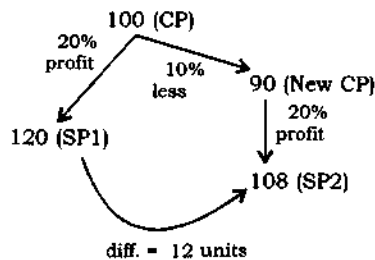 100 (CP)
20%
profit
10%
less
90 (New CP)
20%
profit
120 (SP1)
108 (SP2)
diff. = 12 units